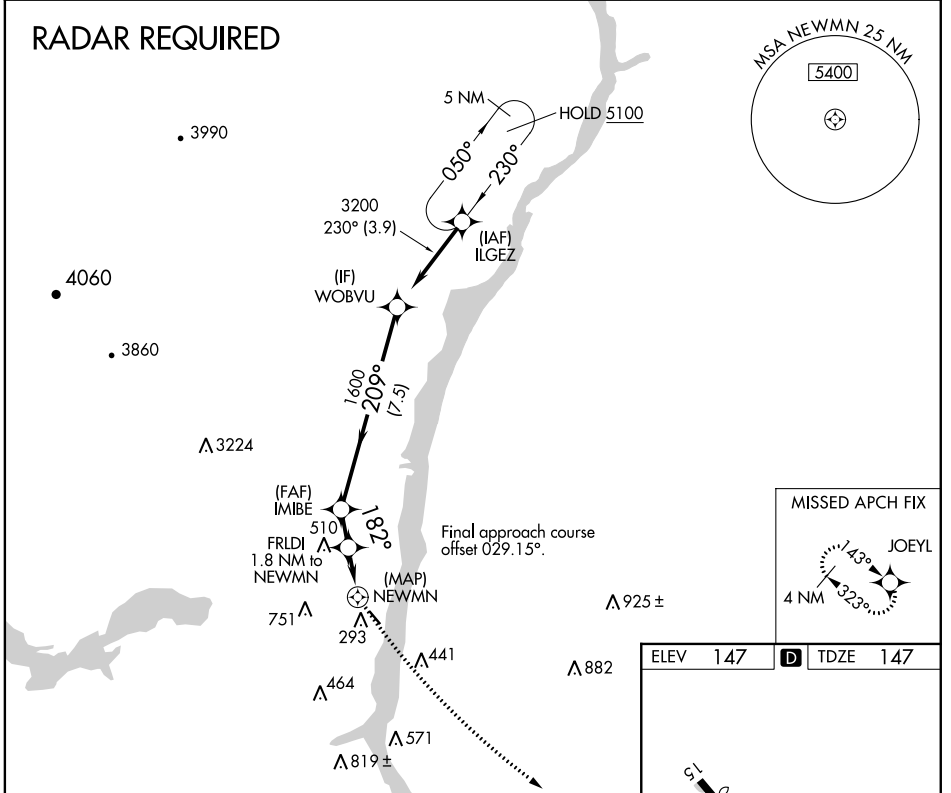 RADAR REQUIRED
MSA NEWMN 25 NM
5400
5 NM
HOLD 5100
050°
230°
3990
3200
230° (3.9)
(IAF)
ILGEZ
(IF)
WOBVU
4060
3860
1600
209°
(7.5)
3224
(FAF)
IMIBE
182°
510
FRLDI
1.8 NM to
NEWMN
Final approach course
offset 029.15°.
(MAP)
NEWMN
751
293
925 ±
441
882
464
571
819 ±
MISSED APCH FIX
JOEYL
143°
4 NM
323°
ELEV 147 D TDZE 147
15